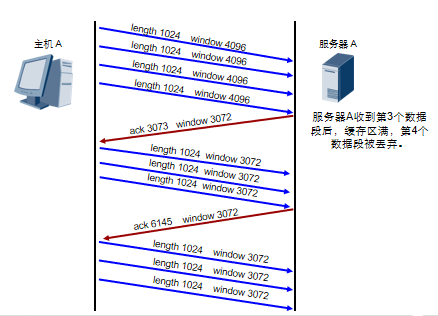 length 1024 window 4096
length 1024 window 4096
length 1024 window 4096
length 1024 window 4096
主机 A
服务器 A
服务器A收到第3个数据
段后，缓存区满，第4个
数据段被丢弃。
ack 3073 window 3072
length 1024 window 3072
length 1024 window 3072
length 1024 window 3072
ack 6145 window 3072
length 1024 window 3072
length 1024 window 3072
length 1024 window 3072